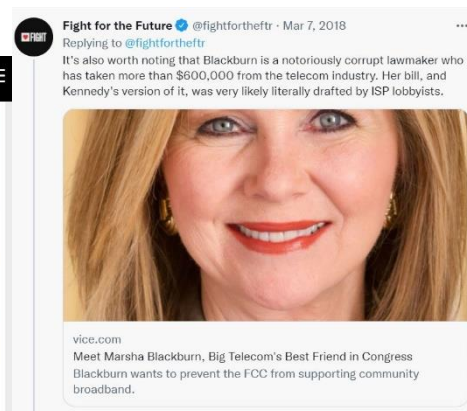 Fight for the Future @fightfortheftr · Mar 7, 2018
Replying to @fightfortheftr
It's also worth noting that Blackburn is a notoriously corrupt lawmaker who
has taken more than $600,000 from the telecom industry. Her bill, and
Kennedy's version of it, was very likely literally drafted by ISP lobbyists.
FIGHT
vice.com
Meet Marsha Blackburn, Big Telecom's Best Friend in Congress
Blackburn wants to prevent the FCC from supporting community
broadband.